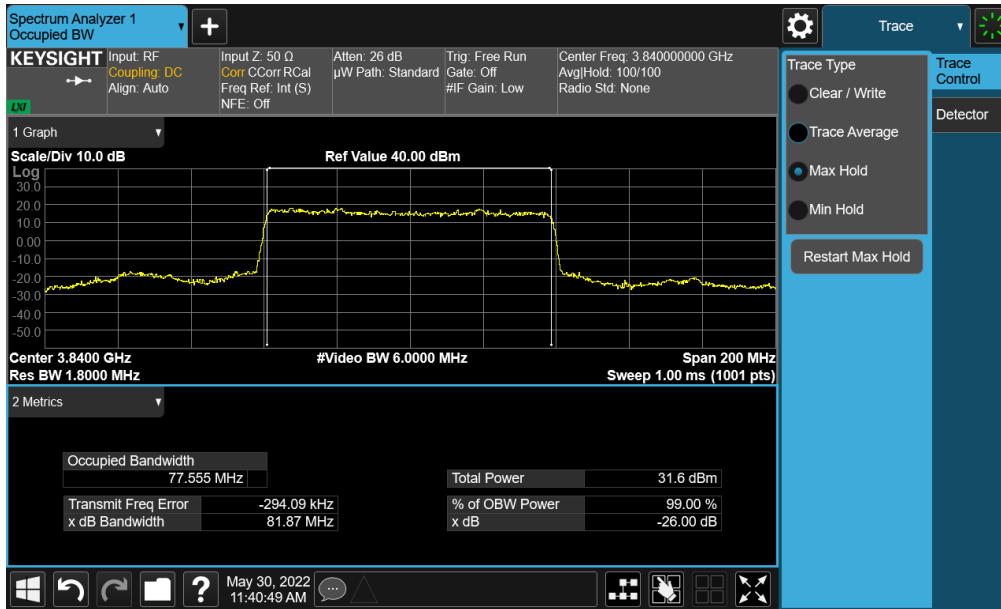 Spectrum Analyzer 1
Occupied BW
+
Trace
KEYSIGHT
LXI
Input: RF
Coupling: DC
Align: Auto
Input Z: 50 Ω
Corr CCorr RCal
Freq Ref: Int (S)
NFE: Off
Atten: 26 dB
µW Path: Standard
Trig: Free Run
Gate: Off
#IF Gain: Low
Center Freq: 3.840000000 GHz
Avg|Hold: 100/100
Radio Std: None
1 Graph
Scale/Div 10.0 dB
Ref Value 40.00 dBm
Log
30.0
20.0
10.0
0.00
-10.0
-20.0
-30.0
-40.0
-50.0
Center 3.8400 GHz
#Video BW 6.0000 MHz
Span 200 MHz
Res BW 1.8000 MHz
Sweep 1.00 ms (1001 pts)
2 Metrics
Occupied Bandwidth
77.555 MHz
Total Power 31.6 dBm
Transmit Freq Error -294.09 kHz
% of OBW Power 99.00 %
x dB Bandwidth 81.87 MHz
x dB -26.00 dB
Trace Type
Clear / Write
Trace Average
Max Hold
Min Hold
Restart Max Hold
Trace
Control
Detector
?
May 30, 2022
11:40:49 AM